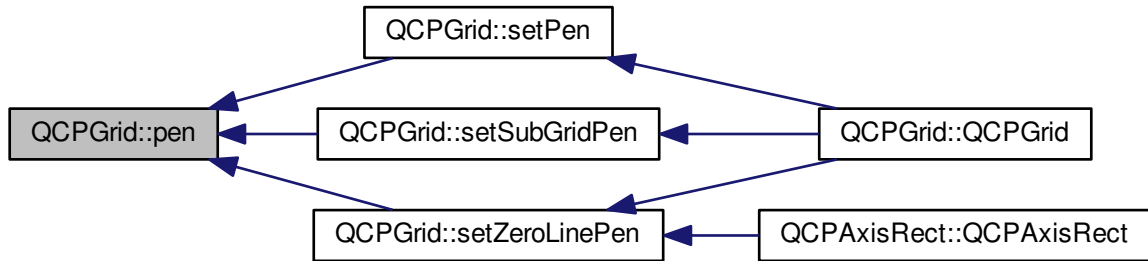 QCPGrid::setPen
QCPGrid::pen
QCPGrid::setSubGridPen
QCPGrid::QCPGrid
QCPGrid::setZeroLinePen
QCPAxisRect::QCPAxisRect